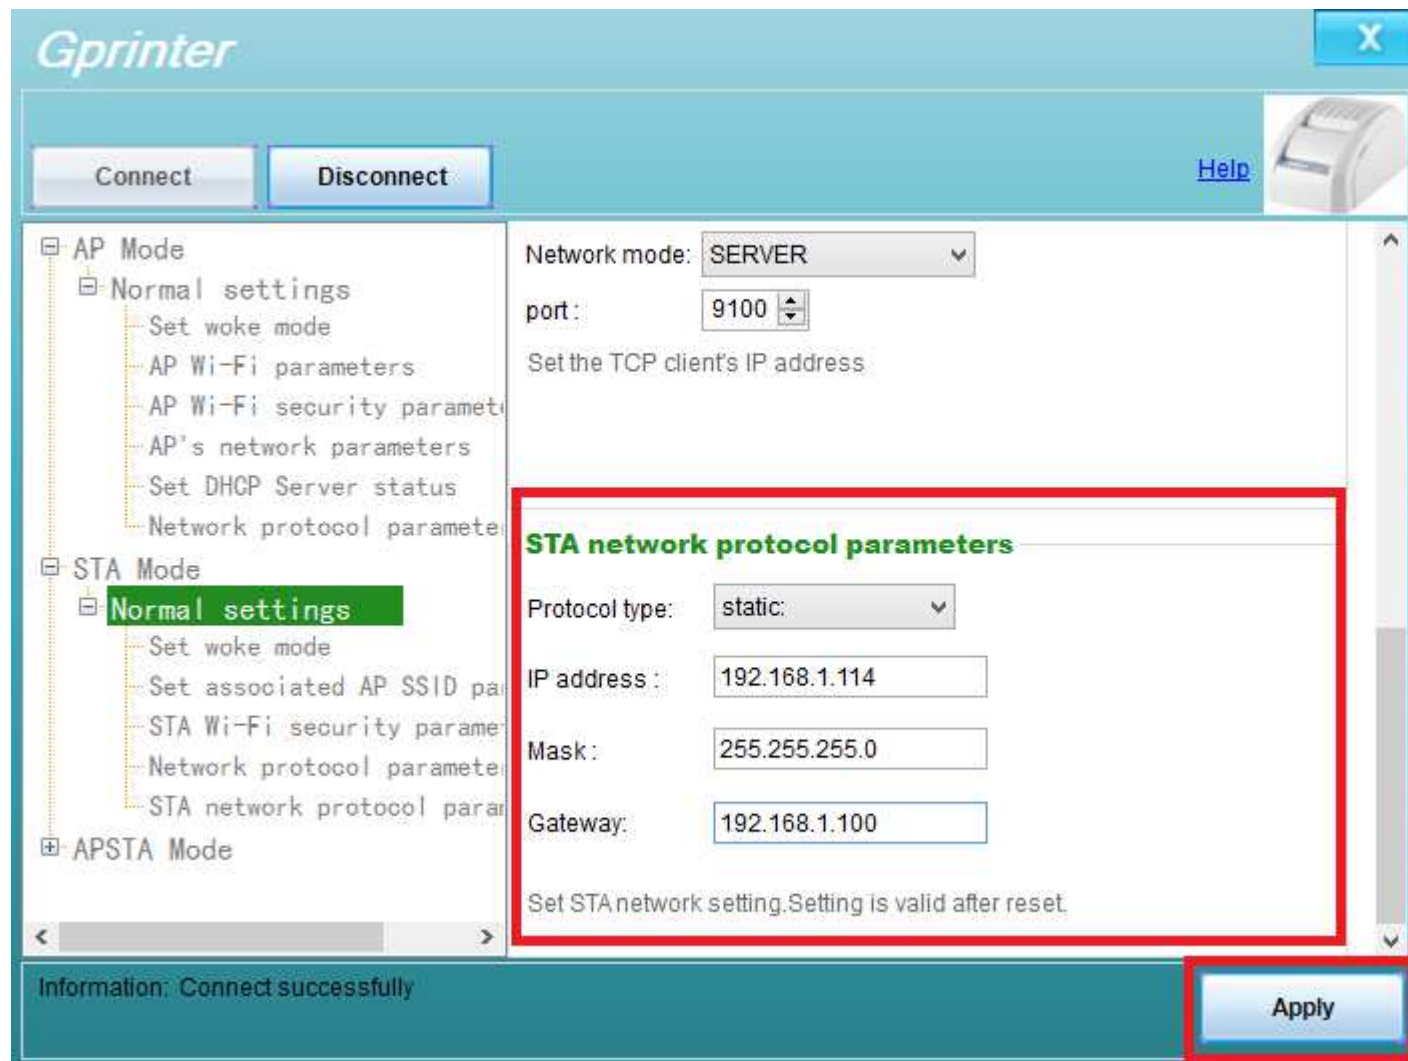 Gprinter
X
Connect
Disconnect
Help
AP Mode
Normal settings
Set woke mode
AP Wi-Fi parameters
AP Wi-Fi security paramet
AP's network parameters
Set DHCP Server status
Network protocol paramete
STA Mode
Normal settings
Set woke mode
Set associated AP SSID pa
STA Wi-Fi security parame
Network protocol paramete
STA network protocol para
APSTA Mode
Network mode: SERVER
port : 9100
Set the TCP client's IP address
STA network protocol parameters
Protocol type: static:
IP address : 192.168.1.114
Mask : 255.255.255.0
Gateway: 192.168.1.100
Set STA network setting.Setting is valid after reset.
Information: Connect successfully
Apply